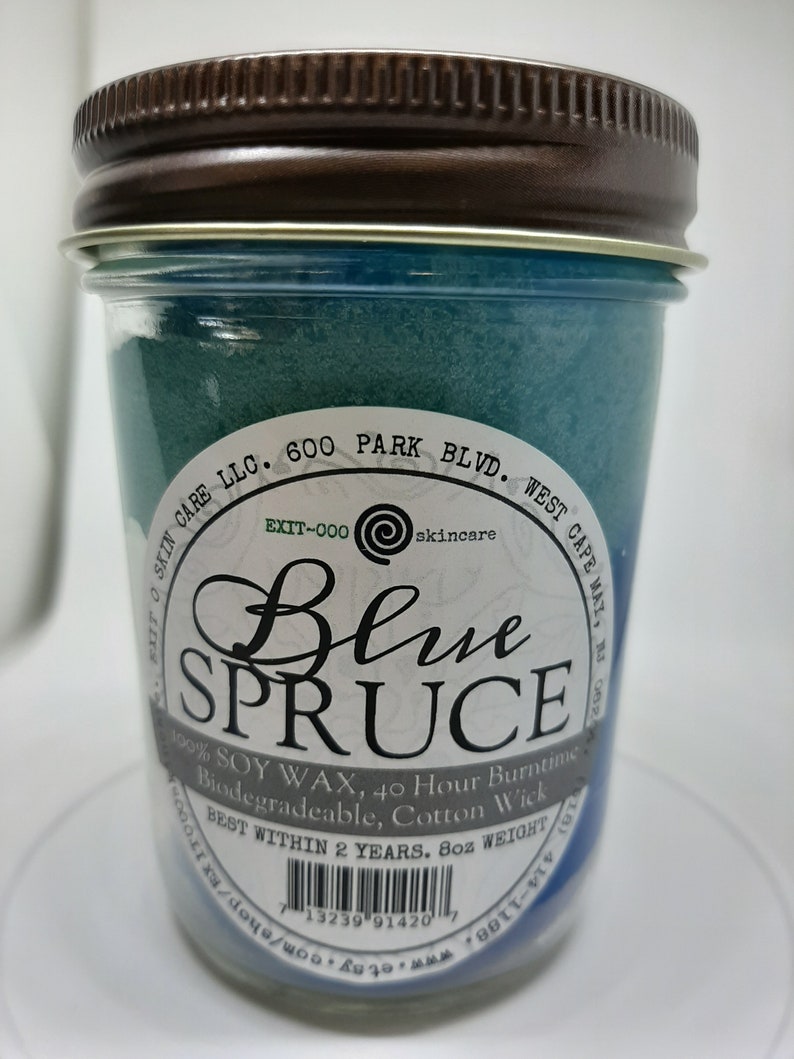 EXIT 0 SKIN CARE LLC. 600 PARK BLVD. WEST CAPE MAY, NJ
EXIT~000 skincare
Blue
SPRUCE
100% SOY WAX, 40 Hour Burntime
Biodegradeable, Cotton Wick
BEST WITHIN 2 YEARS. 8oz WEIGHT
7 13239 91420 7
414-1188. www.etsy.com/shop/EXIT000